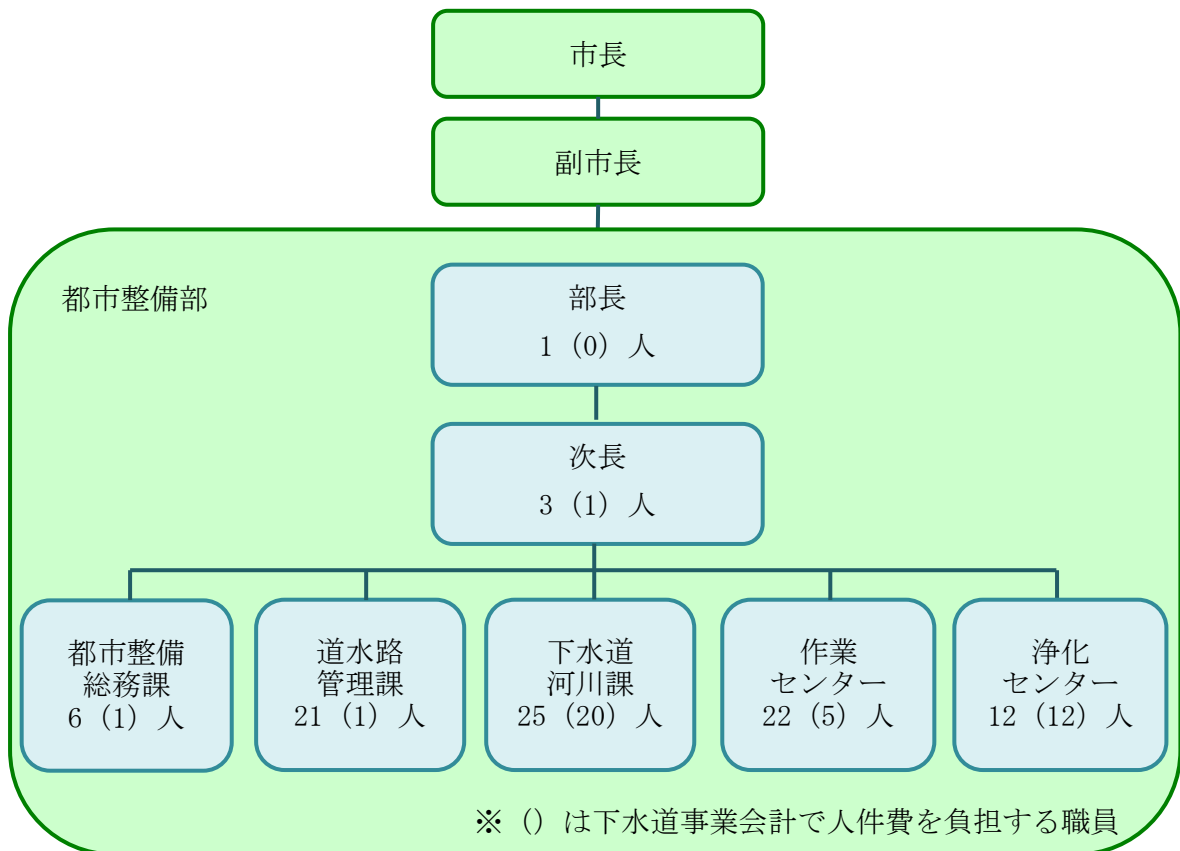 市長
副市長
都市整備部
部長
1（0）人
次長
3（1）人
都市整備
総務課
6（1）人
道水路
管理課
21（1）人
下水道
河川課
25（20）人
作業
センター
22（5）人
浄化
センター
12（12）人
※（）は下水道事業会計で人件費を負担する職員